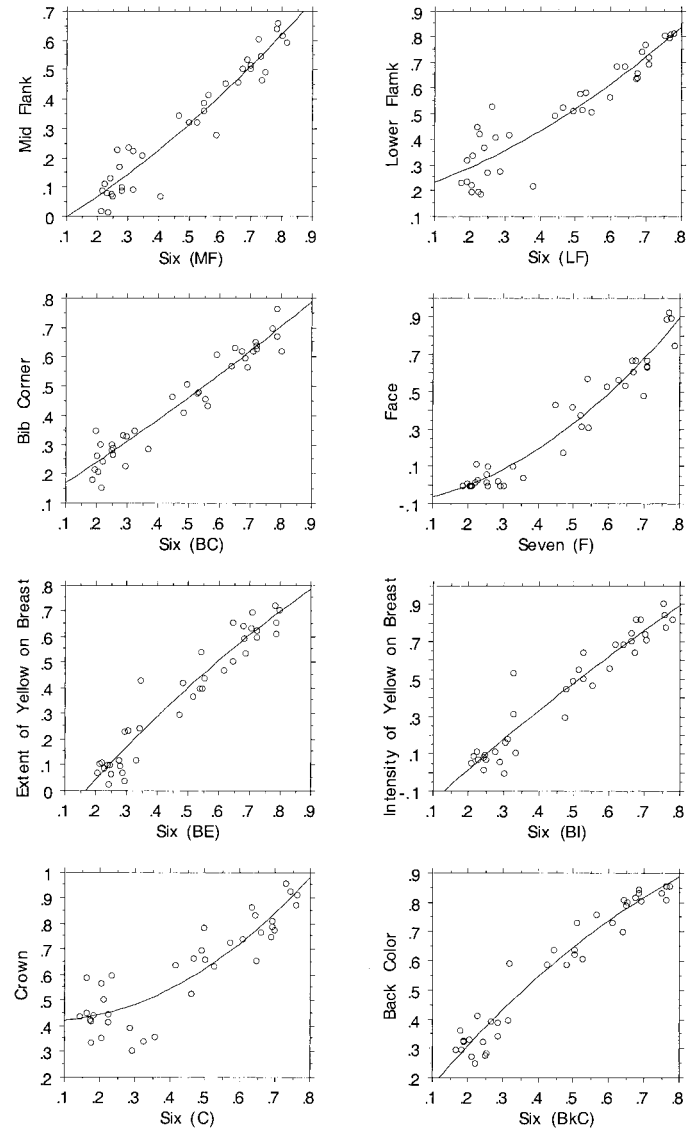 .7
.6
.5
.4
.3
.2
.1
0
Mid Flank
.1 .2 .3 .4 .5 .6 .7 .8 .9
Six (MF)
.9
.8
.7
.6
.5
.4
.3
.2
.1
Lower Flamk
.1 .2 .3 .4 .5 .6 .7 .8
Six (LF)
.8
.7
.6
.5
.4
.3
.2
.1
Bib Corner
.1 .2 .3 .4 .5 .6 .7 .8 .9
Six (BC)
.9
.7
.5
.3
.1
-.1
Face
.1 .2 .3 .4 .5 .6 .7 .8
Seven (F)
.8
.7
.6
.5
.4
.3
.2
.1
0
Extent of Yellow on Breast
.1 .2 .3 .4 .5 .6 .7 .8 .9
Six (BE)
.9
.7
.5
.3
.1
-.1
Intensity of Yellow on Breast
.1 .2 .3 .4 .5 .6 .7 .8
Six (BI)
1
.9
.8
.7
.6
.5
.4
.3
.2
Crown
.1 .2 .3 .4 .5 .6 .7 .8
Six (C)
.9
.8
.7
.6
.5
.4
.3
.2
Back Color
.1 .2 .3 .4 .5 .6 .7 .8
Six (BkC)